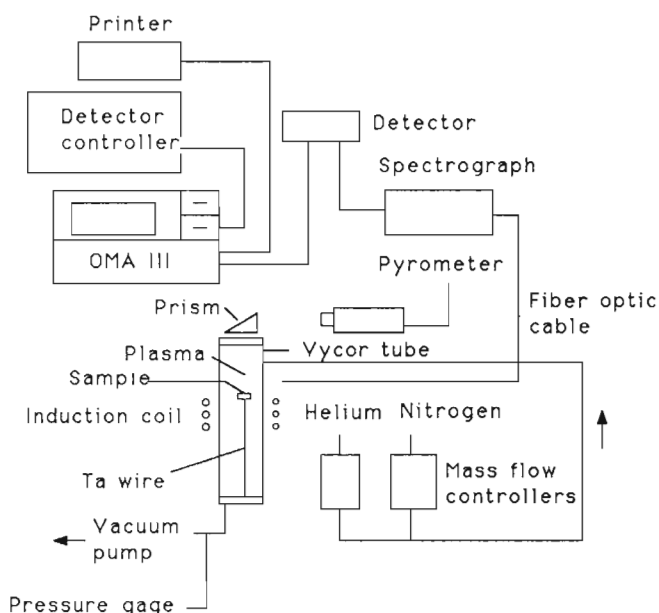 Printer
Detector
controller
Detector
Spectrograph
OMA III
Pyrometer
Prism
Fiber optic
cable
Plasma
Vycor tube
Sample
Induction coil
Helium Nitrogen
Ta wire
Mass flow
controllers
Vacuum
pump
Pressure gage